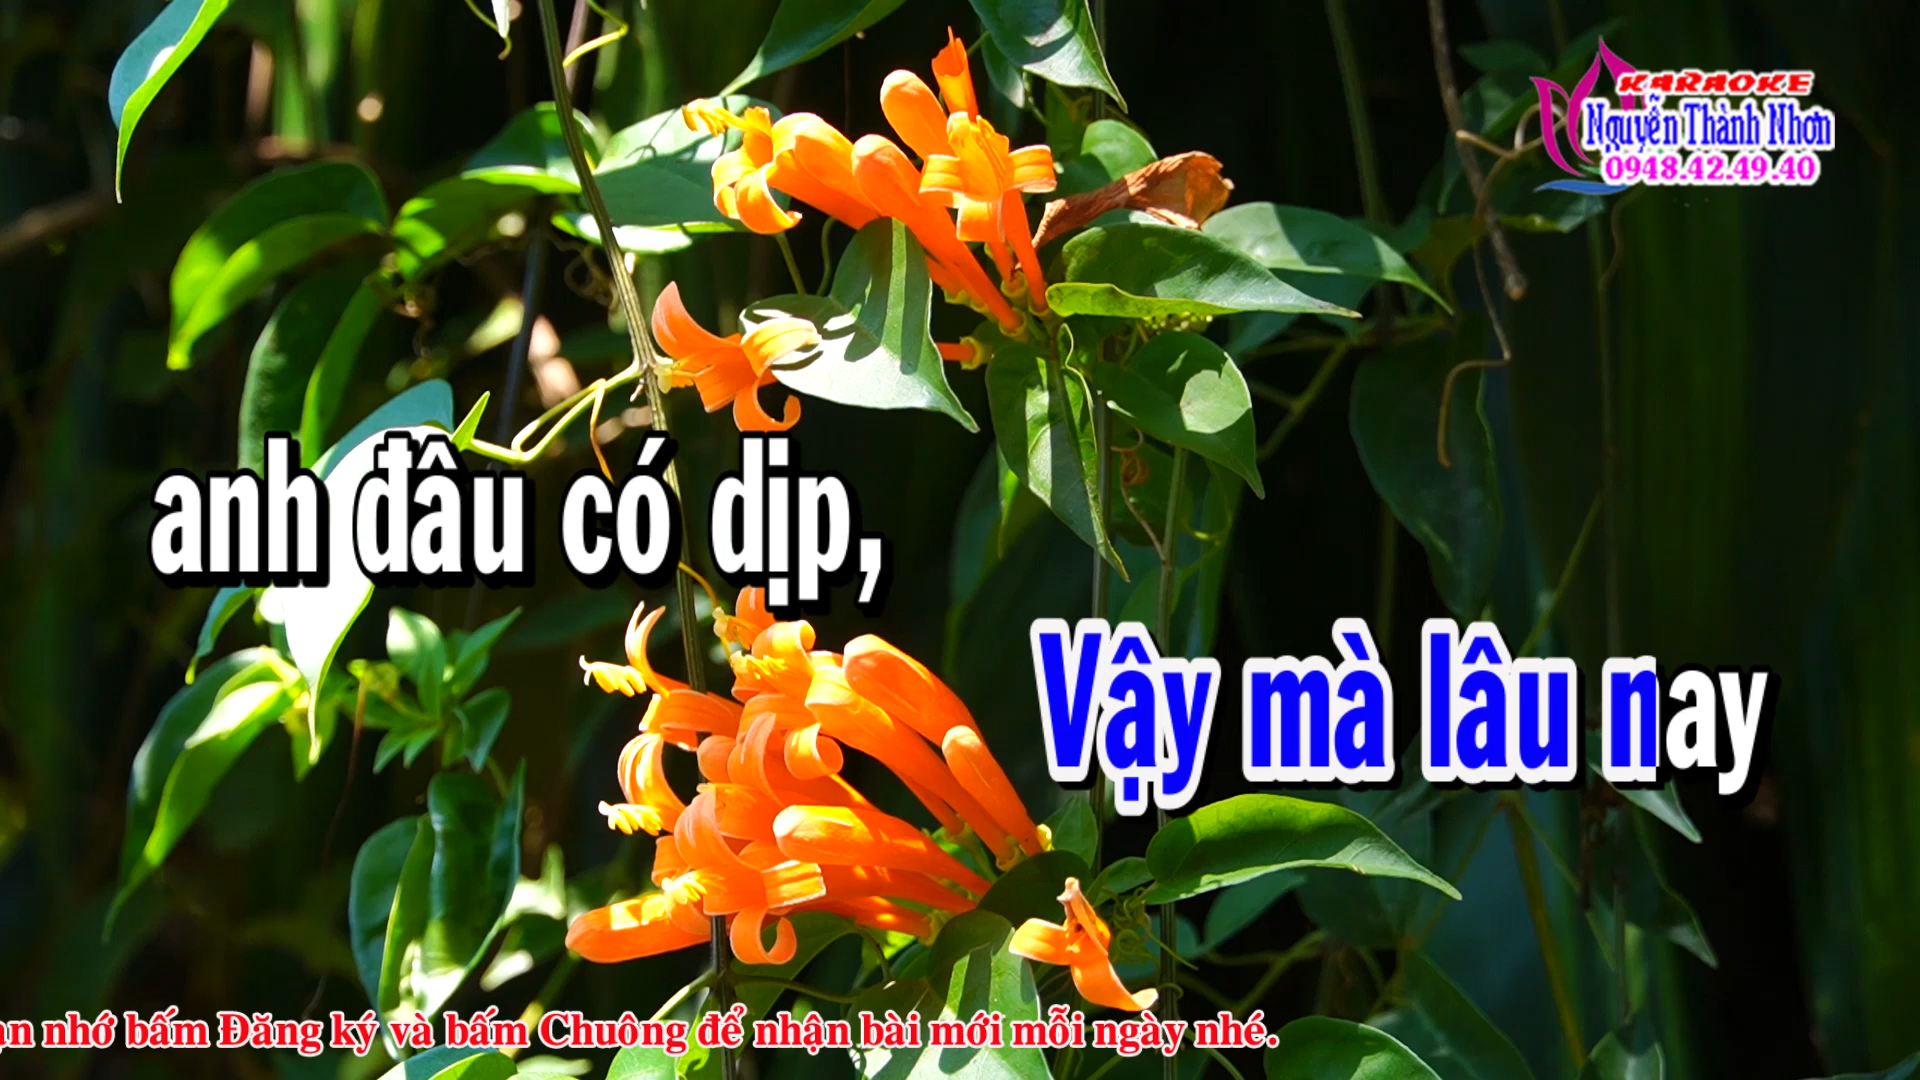 KARAOKE
Nguyễn Thành Nhơn
0948.42.49.40
anh đâu có dịp,
Vậy mà lâu nay
nhớ bấm Đăng ký và bấm Chuông để nhận bài mới mỗi ngày nhé.